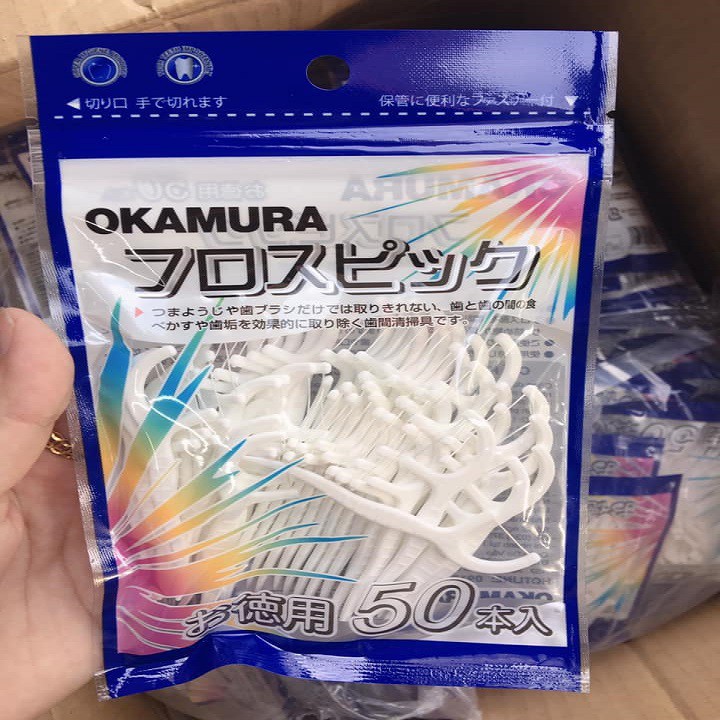 切り口 手で切れます
保管に便利なファスナー付
OKAMURA
フロスピック
つまようじや歯ブラシだけでは取りきれない、歯と歯の間の食
べかすや歯垢を効果的に取り除く歯間清掃具です。
お徳用 50本入
HOTLINE: 09
OKAM